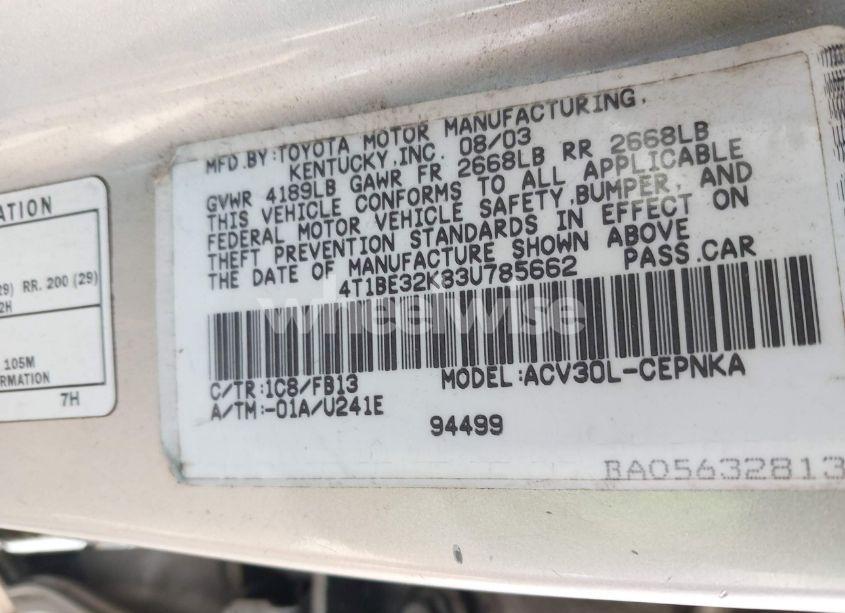 ATION
29) RR. 200 (29)
2H
105M
RMATION
7H
MFD.BY:TOYOTA MOTOR MANUFACTURING,
KENTUCKY,INC. 08/03
GVWR 4189LB GAWR FR 2668LB RR 2668LB
THIS VEHICLE CONFORMS TO ALL APPLICABLE
FEDERAL MOTOR VEHICLE SAFETY,BUMPER, AND
THEFT PREVENTION STANDARDS IN EFFECT ON
THE DATE OF MANUFACTURE SHOWN ABOVE
4T1BE32K83U785662 PASS.CAR
wheelwise
C/TR:1C8/FB13 MODEL:ACV30L-CEPNKA
A/TM:-01A/U241E
94499
BA05632813